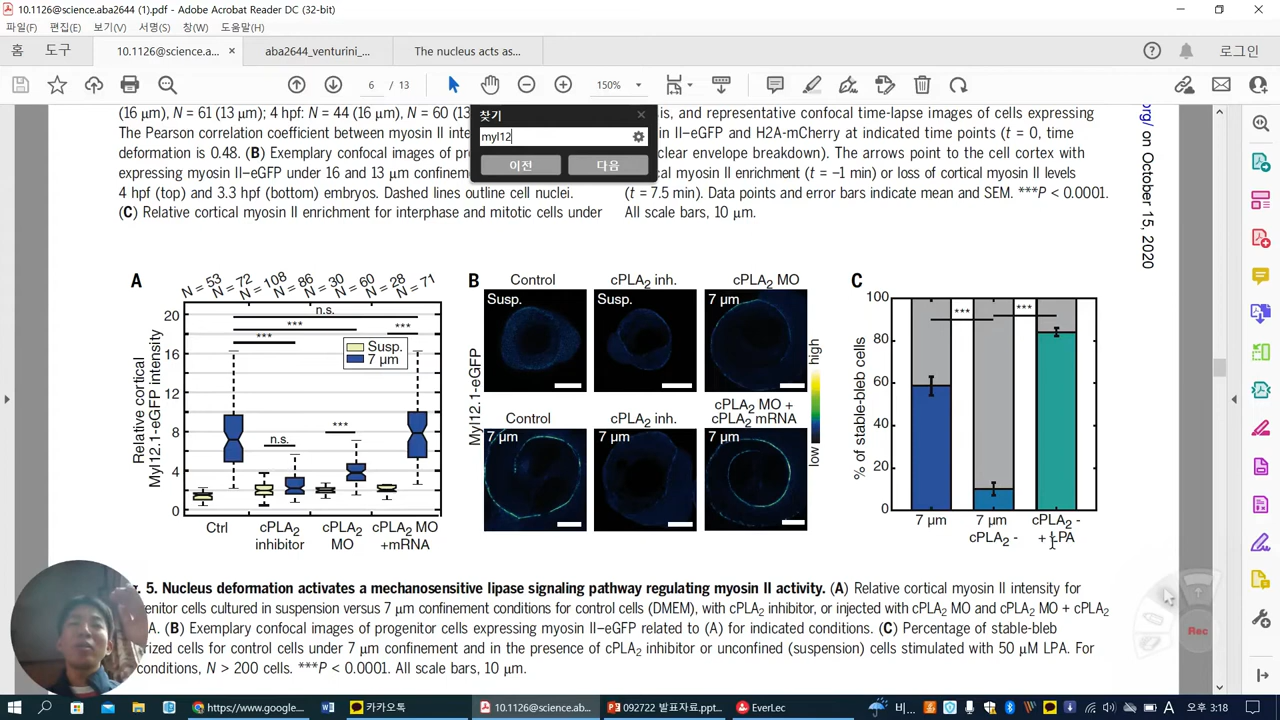 10.1126@science.aba2644 (1).pdf - Adobe Acrobat Reader DC (32-bit)
파일(F) 편집(E) 보기(V) 서명(S) 창(W) 도움말(H)
홈 도구 10.1126@science.a... × aba2644_venturini_... The nucleus acts as... 로그인
6 / 13 150%
찾기
myl12
이전 다음
(16 μm), N = 61 (13 μm); 4 hpf: N = 44 (16 μm), N = 60 (13
The Pearson correlation coefficient between myosin II inte
deformation is 0.48. (B) Exemplary confocal images of pro
expressing myosin II–eGFP under 16 and 13 μm confinem
4 hpf (top) and 3.3 hpf (bottom) embryos. Dashed lines outline cell nuclei.
(C) Relative cortical myosin II enrichment for interphase and mitotic cells under
is, and representative confocal time-lapse images of cells expressing
in II–eGFP and H2A-mCherry at indicated time points (t = 0, time
clear envelope breakdown). The arrows point to the cell cortex with
cal myosin II enrichment (t = −1 min) or loss of cortical myosin II levels
(t = 7.5 min). Data points and error bars indicate mean and SEM. ***P < 0.0001.
All scale bars, 10 μm.
org/ on October 15, 2020
A
N = 53
N = 72
N = 108
N = 86
N = 30
N = 60
N = 28
N = 71
Relative cortical
Myl12.1-eGFP intensity
20
16
12
8
4
0
n.s.
***
***
***
n.s.
***
Susp.
7 μm
Ctrl
cPLA2
inhibitor
cPLA2
MO
cPLA2 MO
+mRNA
B
Control cPLA2 inh. cPLA2 MO
Susp. Susp. 7 μm
Myl12.1-eGFP
Control cPLA2 inh. cPLA2 MO +
cPLA2 mRNA
7 μm 7 μm 7 μm
high
low
C
% of stable-bleb cells
100
80
60
40
20
0
*** ***
7 μm
7 μm
cPLA2 -
cPLA2 -
+ LPA
. 5. Nucleus deformation activates a mechanosensitive lipase signaling pathway regulating myosin II activity. (A) Relative cortical myosin II intensity for
genitor cells cultured in suspension versus 7 μm confinement conditions for control cells (DMEM), with cPLA2 inhibitor, or injected with cPLA2 MO and cPLA2 MO + cPLA2
A. (B) Exemplary confocal images of progenitor cells expressing myosin II–eGFP related to (A) for indicated conditions. (C) Percentage of stable-bleb
rized cells for control cells under 7 μm confinement and in the presence of cPLA2 inhibitor or unconfined (suspension) cells stimulated with 50 μM LPA. For
conditions, N > 200 cells. ***P < 0.0001. All scale bars, 10 μm.
Rec
https://www.google.... 카카오톡 10.1126@science.ab... 092722 발표자료.ppt... EverLec 비... A 오후 3:18